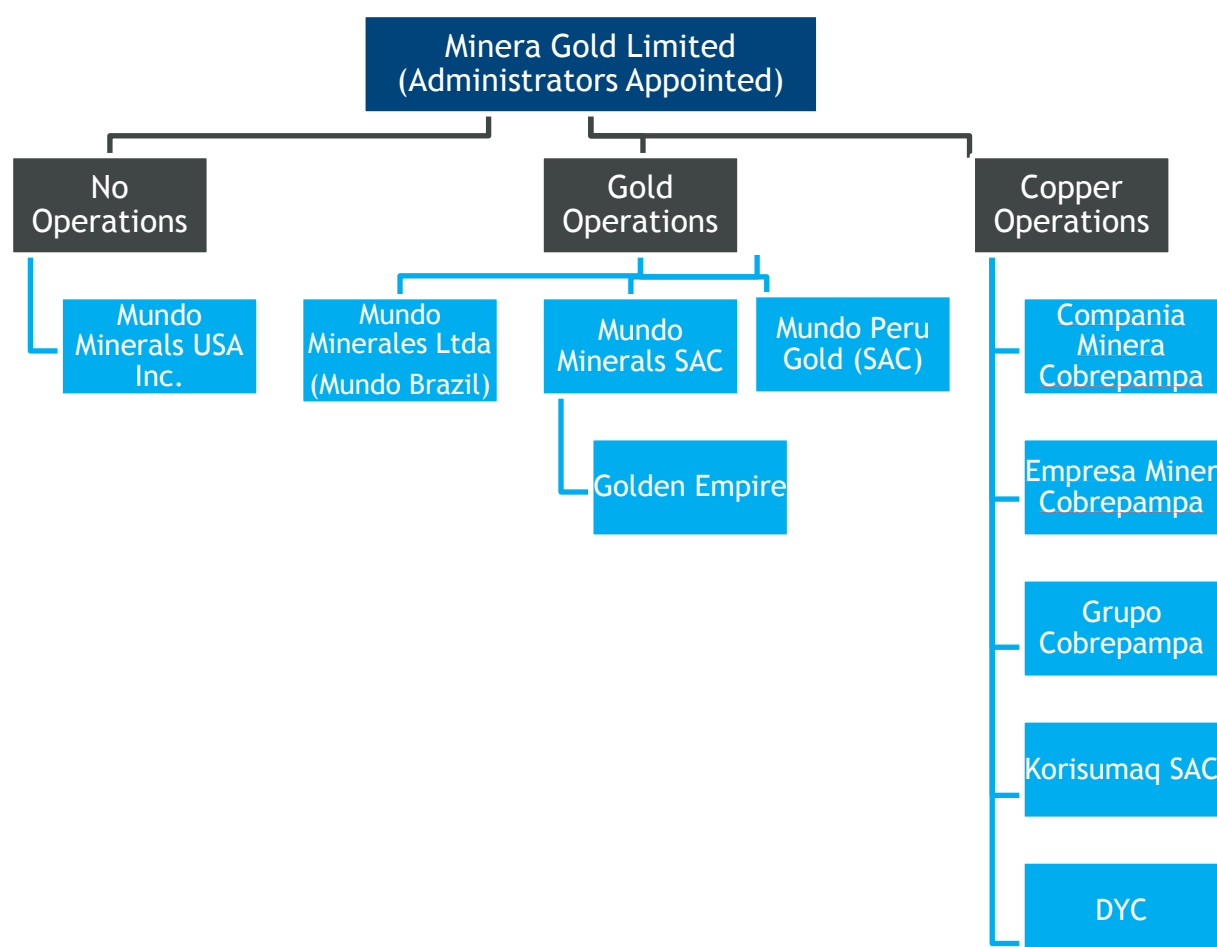 Minera Gold Limited
(Administrators Appointed)
No
Operations
Gold
Operations
Copper
Operations
Mundo
Minerals USA
Inc.
Mundo
Minerales Ltda
(Mundo Brazil)
Mundo
Minerals SAC
Mundo Peru
Gold (SAC)
Golden Empire
Compania
Minera
Cobrepampa
Empresa Miner
Cobrepampa
Grupo
Cobrepampa
Korisumaq SAC
DYC